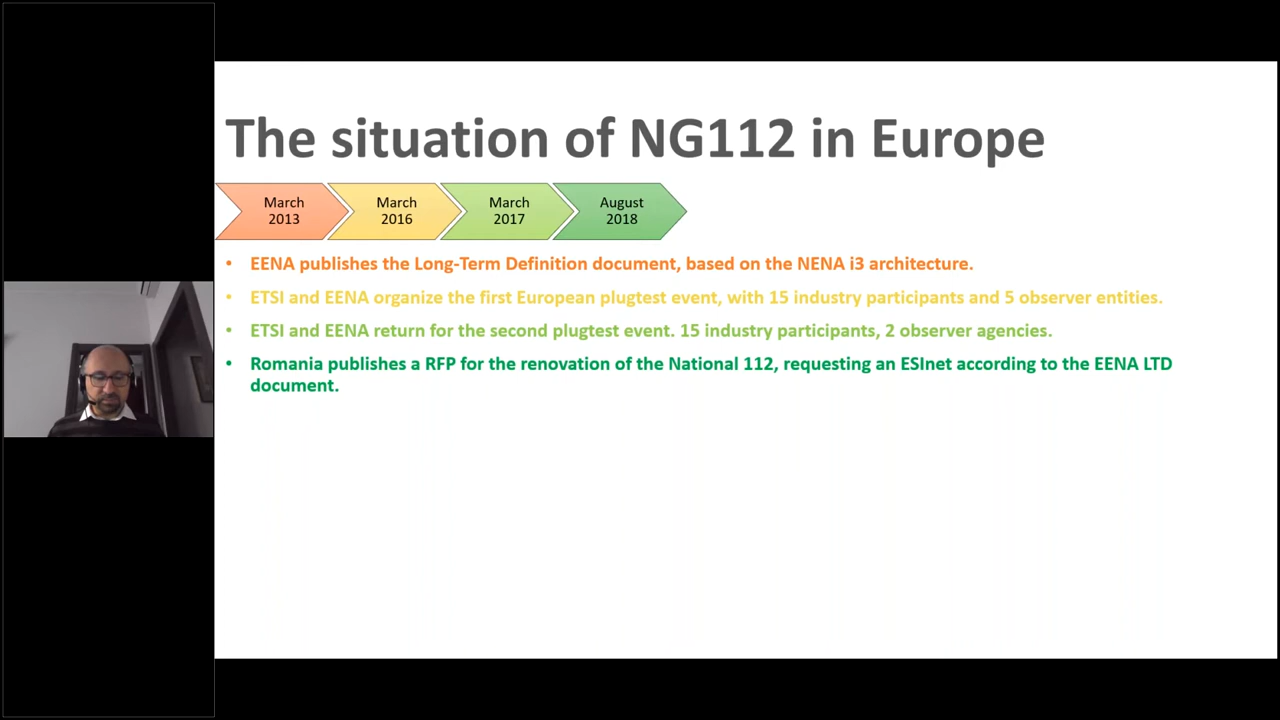 The situation of NG112 in Europe
March
2013
March
2016
March
2017
August
2018
• EENA publishes the Long-Term Definition document, based on the NENA i3 architecture.
• ETSI and EENA organize the first European plugtest event, with 15 industry participants and 5 observer entities.
• ETSI and EENA return for the second plugtest event. 15 industry participants, 2 observer agencies.
• Romania publishes a RFP for the renovation of the National 112, requesting an ESInet according to the EENA LTD
document.